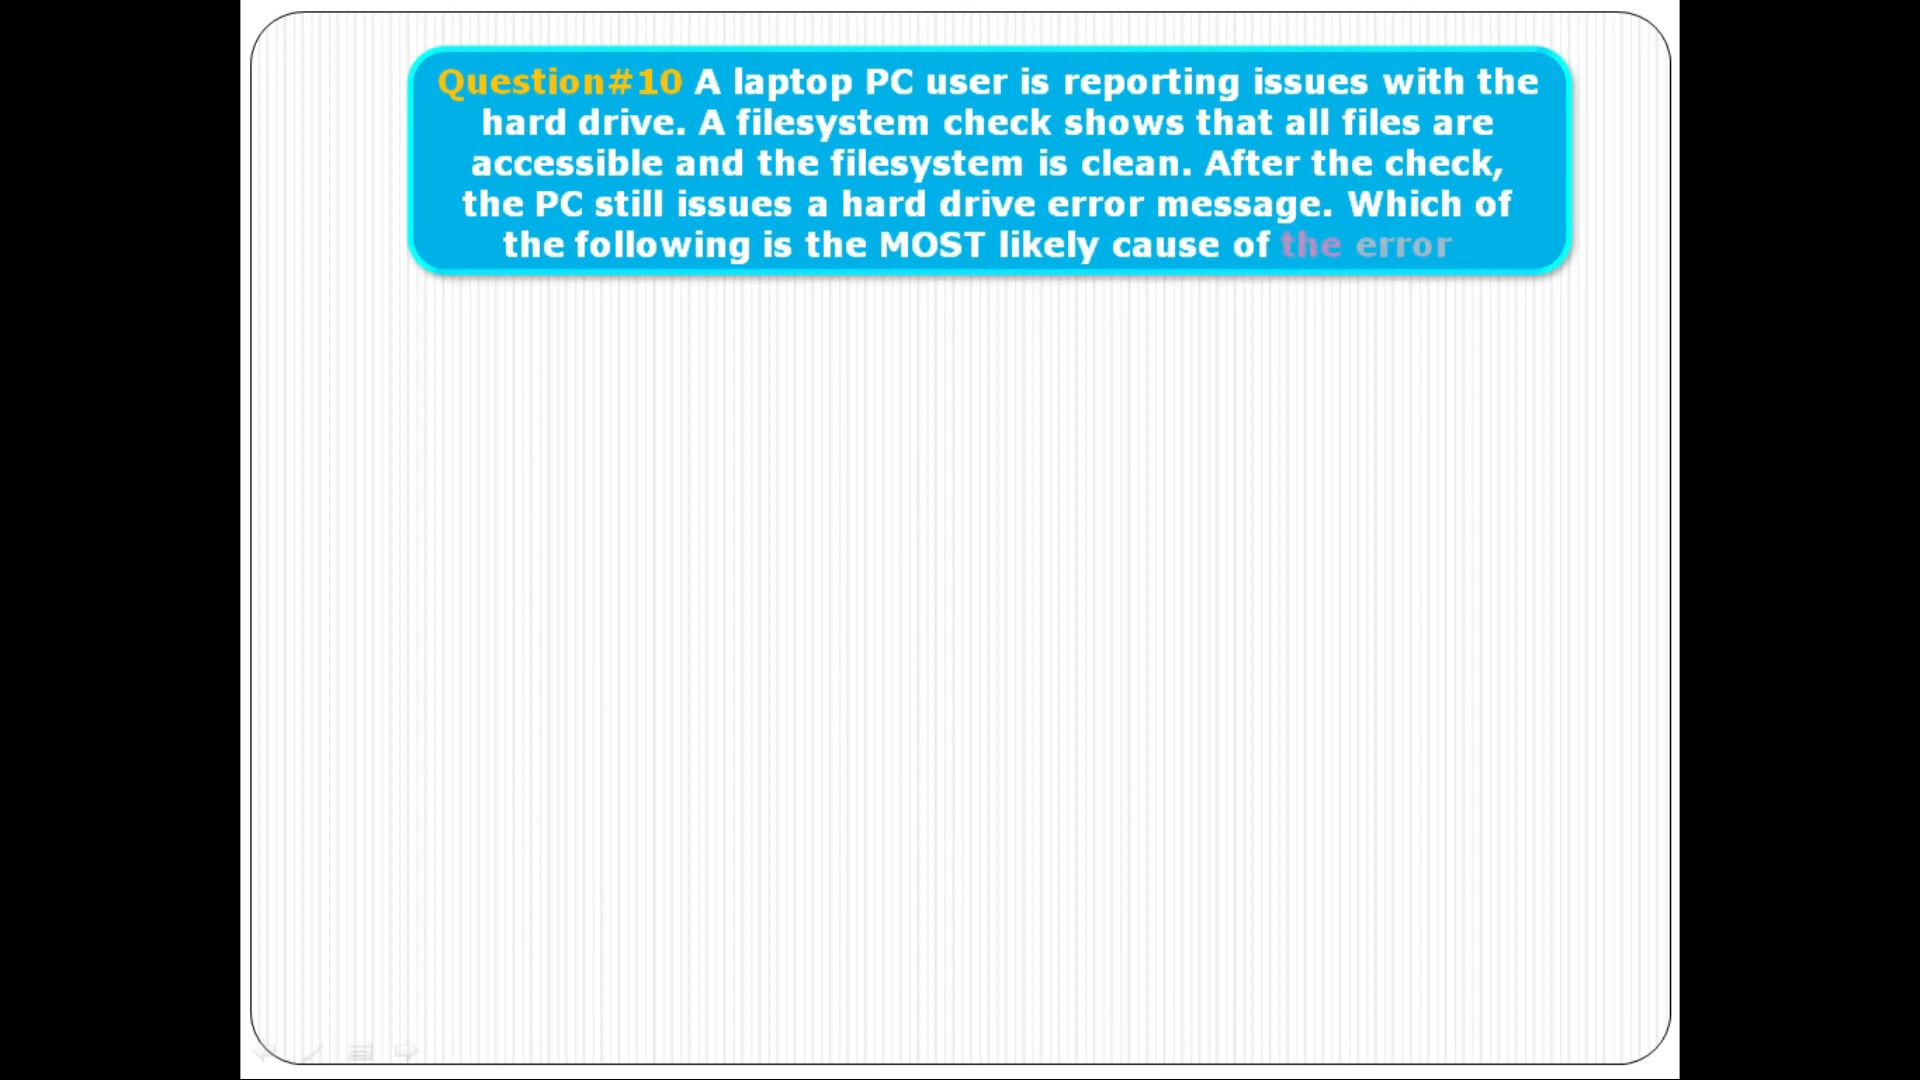 Question#10 A laptop PC user is reporting issues with the
hard drive. A filesystem check shows that all files are
accessible and the filesystem is clean. After the check,
the PC still issues a hard drive error message. Which of
the following is the MOST likely cause of the error